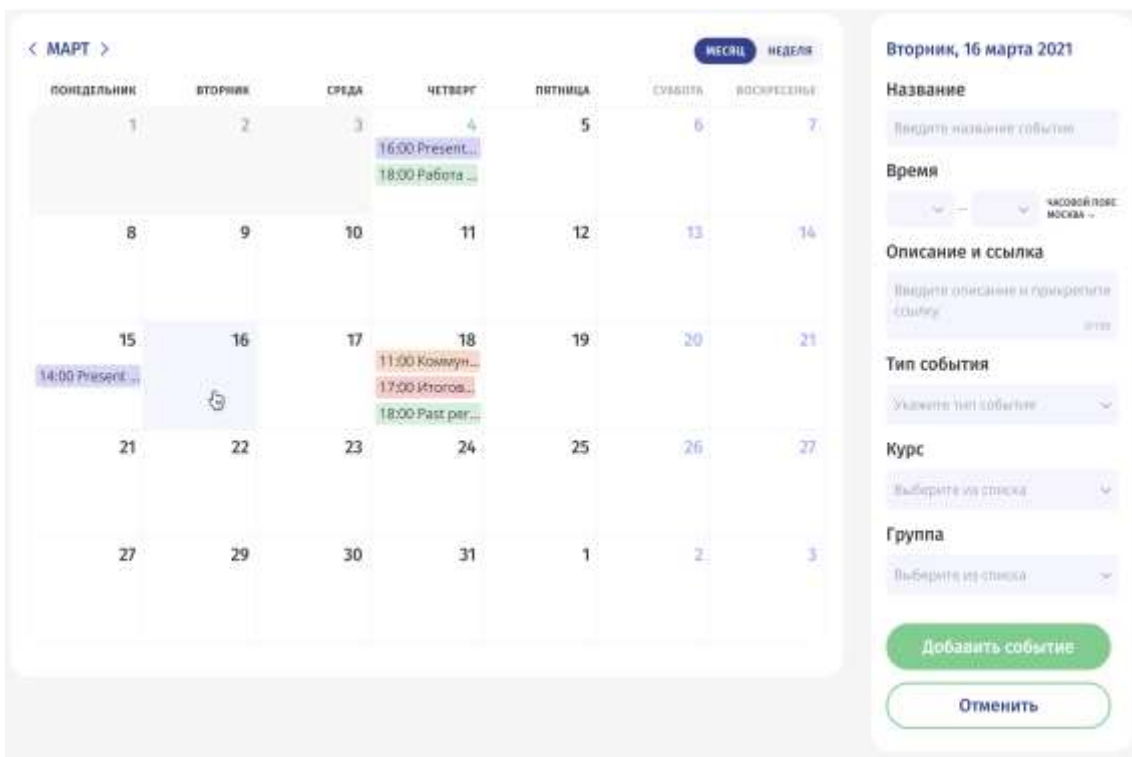 < МАРТ >
МЕСЯЦ НЕДЕЛЯ
ПОНЕДЕЛЬНИК ВТОРНИК СРЕДА ЧЕТВЕРГ ПЯТНИЦА СУББОТА ВОСКРЕСЕНЬЕ
1 2 3 4 5 6 7
16:00 Present...
18:00 Работа ...
8 9 10 11 12 13 14
15 16 17 18 19 20 21
14:00 Present ...
11:00 Коммун...
17:00 Итогов...
18:00 Past per...
21 22 23 24 25 26 27
27 29 30 31 1 2 3
Вторник, 16 марта 2021
Название
Введите название события
Время
–
ЧАСОВОЙ ПОЯС
МОСКВА
Описание и ссылка
Введите описание и прикрепите
ссылку
Тип события
Укажите тип события
Курс
Выберите из списка
Группа
Выберите из списка
Добавить событие
Отменить